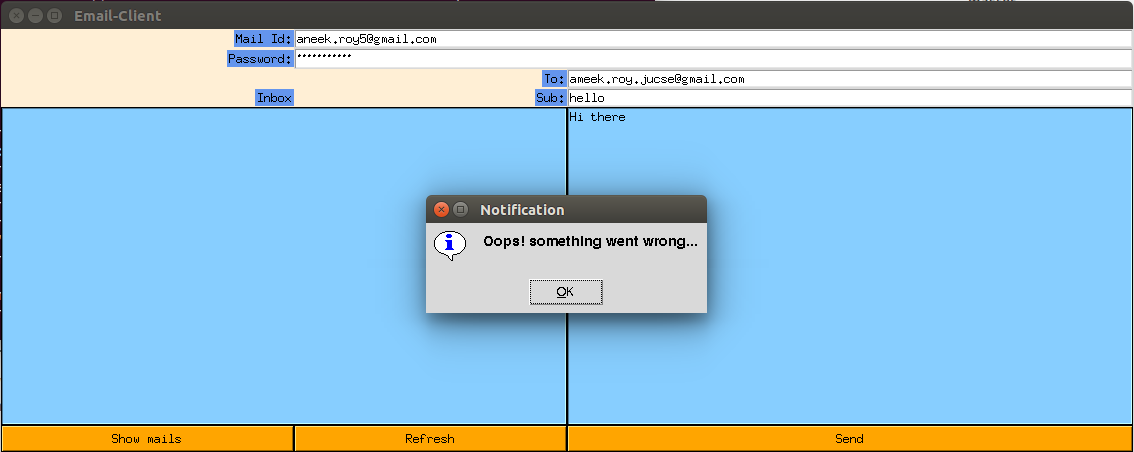 Email-Client
Mail Id: aneek.roy5@gmail.com
Password: ***********
To: ameek.roy.jucse@gmail.com
Inbox Sub: hello
Hi there
Notification
Oops! something went wrong...
OK
Show mails Refresh Send